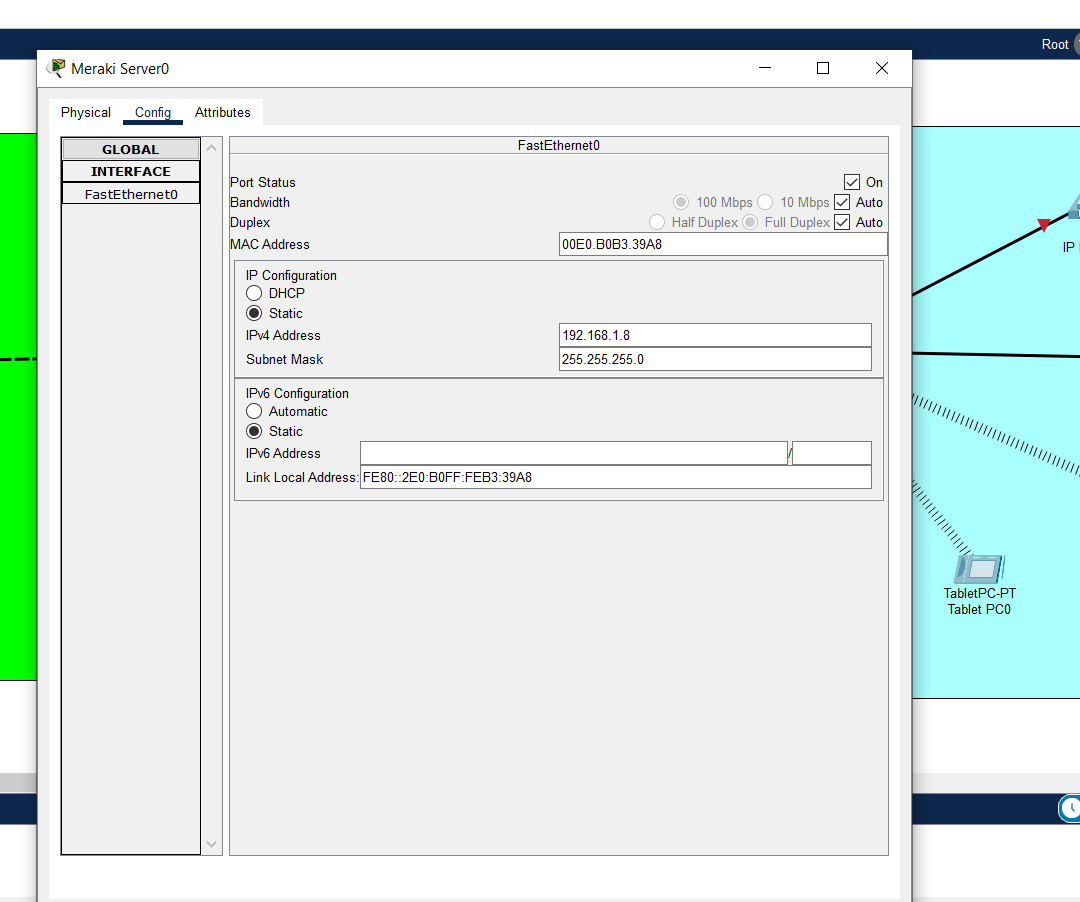 Root
Meraki Server0
Physical Config Attributes
GLOBAL
INTERFACE
FastEthernet0
FastEthernet0
Port Status On
Bandwidth 100 Mbps 10 Mbps Auto
Duplex Half Duplex Full Duplex Auto
MAC Address 00E0.B0B3.39A8
IP Configuration
DHCP
Static
IPv4 Address 192.168.1.8
Subnet Mask 255.255.255.0
IPv6 Configuration
Automatic
Static
IPv6 Address /
Link Local Address: FE80::2E0:B0FF:FEB3:39A8
IP
TabletPC-PT
Tablet PC0